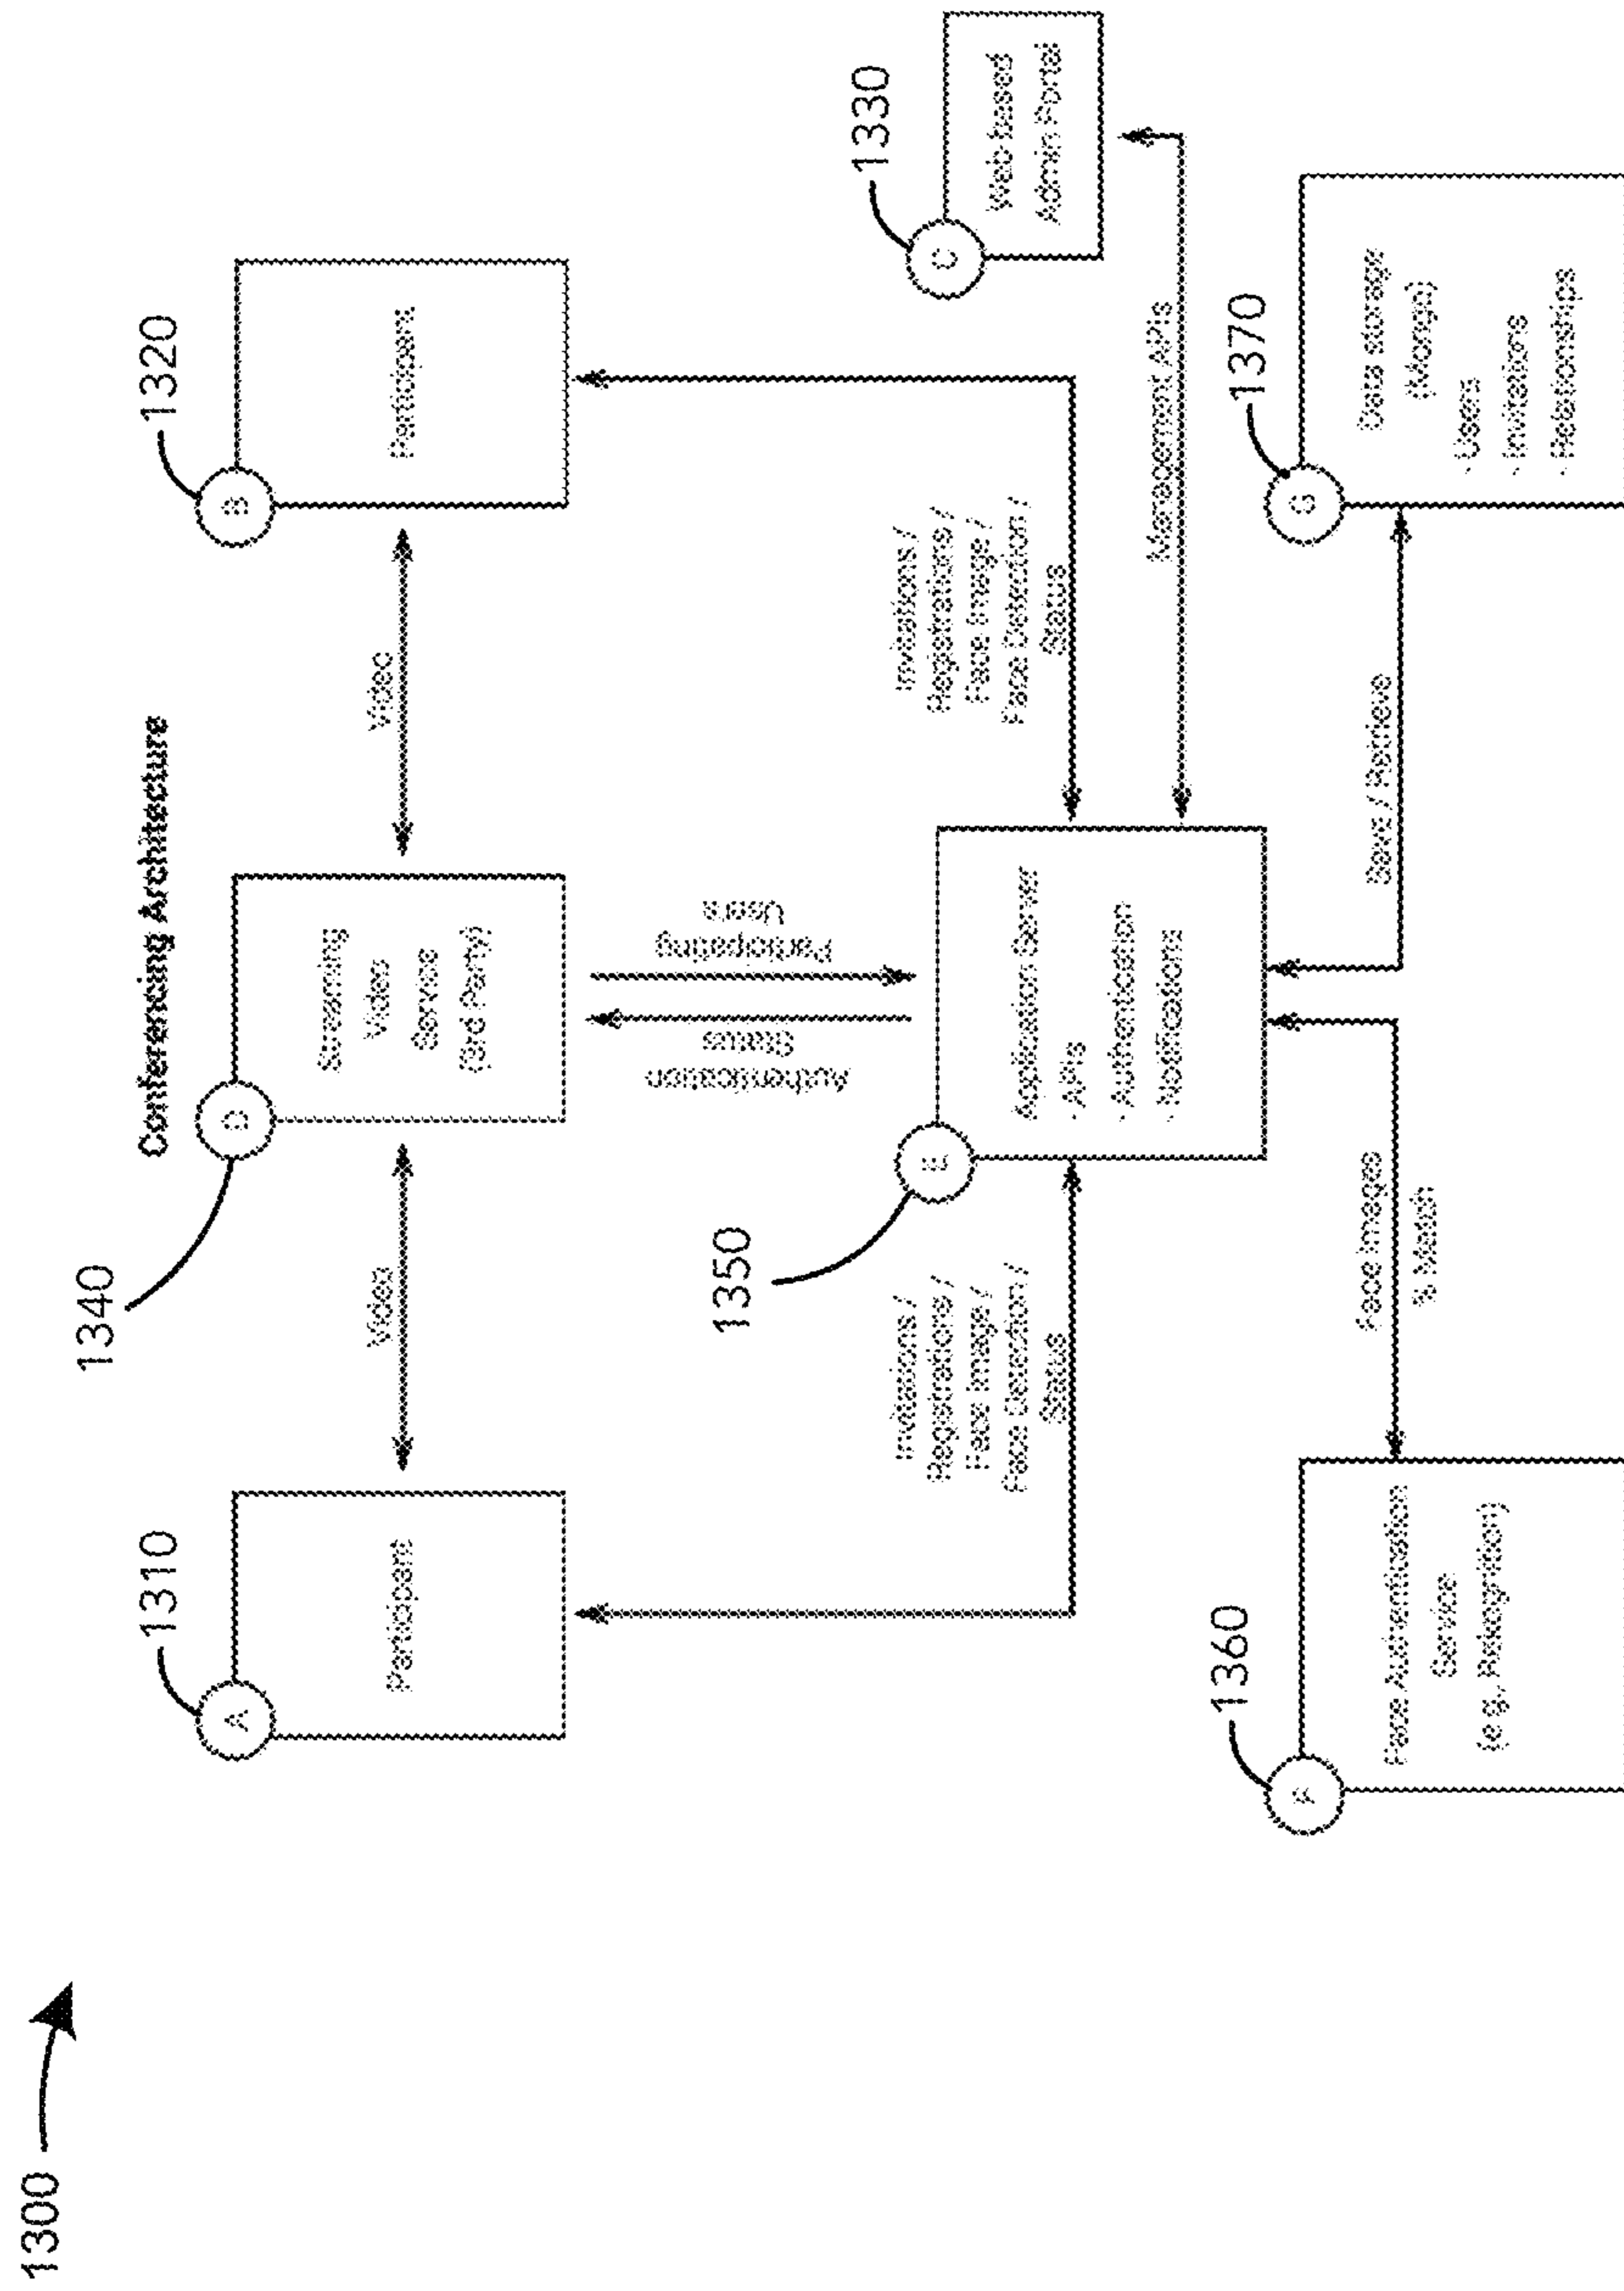 1300
Conferencing Architecture
1310
A
Participant
Video
1340
D
Streaming
Video
Service
(3rd Party)
Video
1320
B
Participant
Authentication
Status
Participating
Users
Invitations /
Registrations /
Face Image /
Face Detection /
Status
1350
E
Application Server
- APIs
- Authentication
- Notifications
Invitations /
Registrations /
Face Image /
Face Detection /
Status
1330
C
Web based
Admin Portal
Management APIs
1360
F
Face Authentication
Service
(e.g., Rekognition)
Face Images
% Match
Save / Retrieve
1370
G
Data storage
(Mongo)
- Users
- Invitations
- Relationships